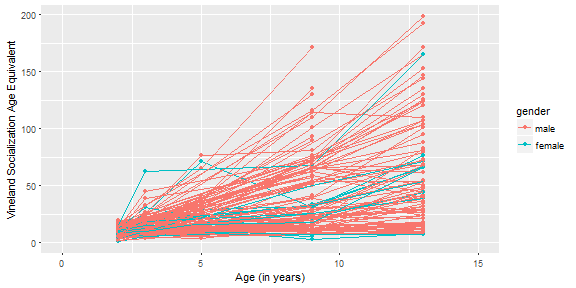 200
150
100
50
0
Vineland Socialization Age Equivalent
0
5
10
15
Age (in years)
gender
male
female